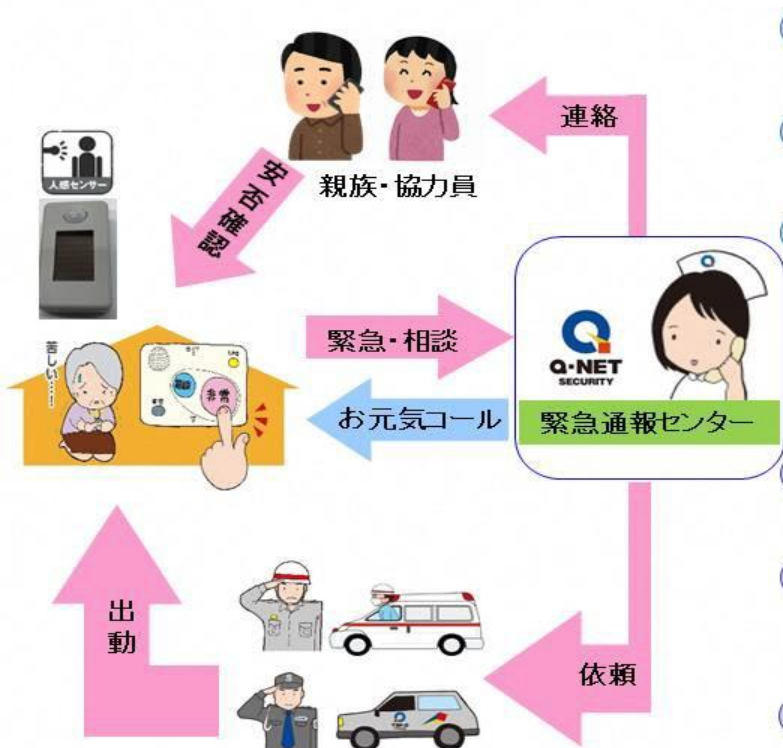 連絡
親族・協力員
人感センサー
安否確認
緊急・相談
Q-NET
SECURITY
苦しい…!
非常
お元気コール
緊急通報センター
出動
依頼